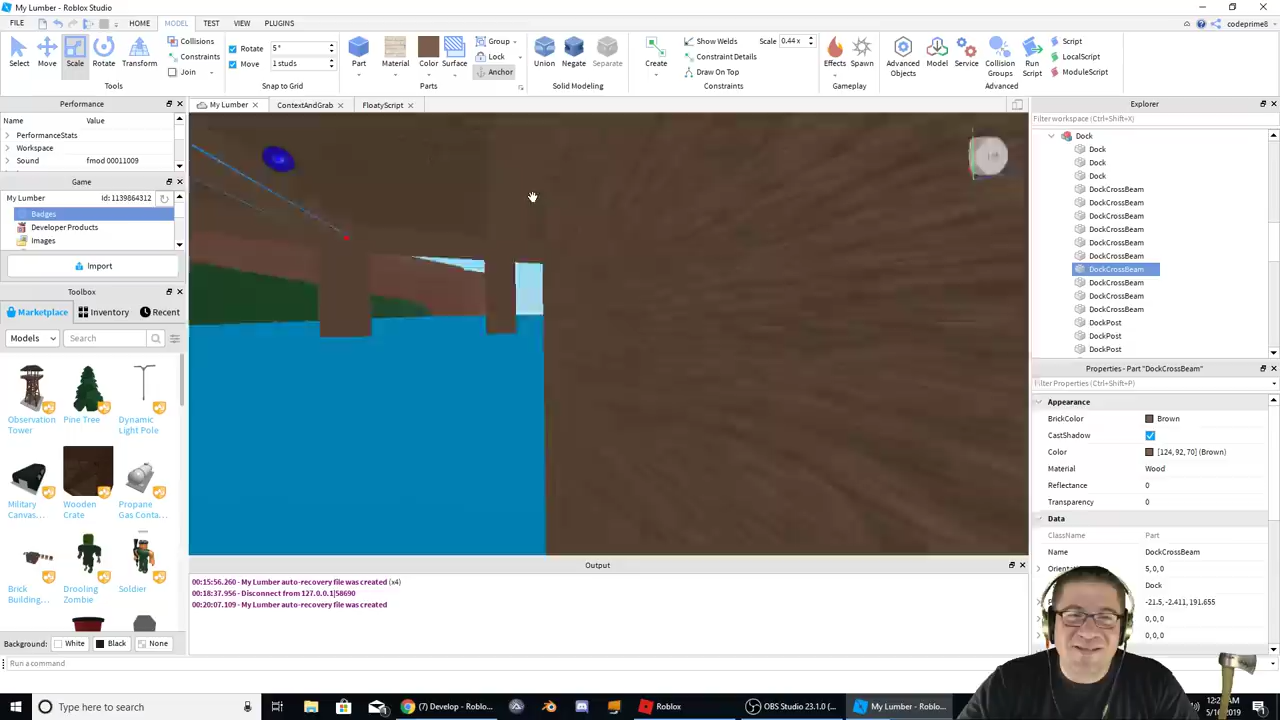 My Lumber - Roblox Studio
FILE HOME MODEL TEST VIEW PLUGINS codeprime8
Select Move Scale Rotate Transform
Collisions
Constraints
Join
Tools
Rotate 5°
Move 1 studs
Snap to Grid
Part Material Color Surface
Group
Lock
Anchor
Parts
Union Negate Separate
Solid Modeling
Create
Show Welds Scale 0.44 x
Constraint Details
Draw On Top
Constraints
Effects Spawn
Gameplay
Advanced Objects Model Service Collision Groups Run Script
Script
LocalScript
ModuleScript
Advanced
Performance
Name Value
PerformanceStats
Workspace
Sound fmod 00011009
Game
My Lumber Id: 1139864312
Badges
Developer Products
Images
Import
Toolbox
Marketplace Inventory Recent
Models Search
Observation Tower
Pine Tree
Dynamic Light Pole
Military Canvas...
Wooden Crate
Propane Gas Conta...
Brick Building...
Drooling Zombie
Soldier
Background: White Black None
Run a command
My Lumber ContextAndGrab FloatyScript
Output
00:15:56.260 - My Lumber auto-recovery file was created (x4)
00:18:37.956 - Disconnect from 127.0.0.1|58690
00:20:07.109 - My Lumber auto-recovery file was created
Explorer
Filter workspace (Ctrl+Shift+X)
Dock
Dock
Dock
Dock
DockCrossBeam
DockCrossBeam
DockCrossBeam
DockCrossBeam
DockCrossBeam
DockCrossBeam
DockCrossBeam
DockCrossBeam
DockCrossBeam
DockCrossBeam
DockPost
DockPost
DockPost
Properties - Part "DockCrossBeam"
Filter Properties (Ctrl+Shift+P)
Appearance
BrickColor Brown
CastShadow
Color [124, 92, 70] (Brown)
Material Wood
Reflectance 0
Transparency 0
Data
ClassName Part
Name DockCrossBeam
5, 0, 0
Dock
-21.5, -2.411, 191.655
0, 0, 0
0, 0, 0
Type here to search
(7) Develop - Roblo...
Roblox
OBS Studio 23.1.0 (...
My Lumber - Roblo...